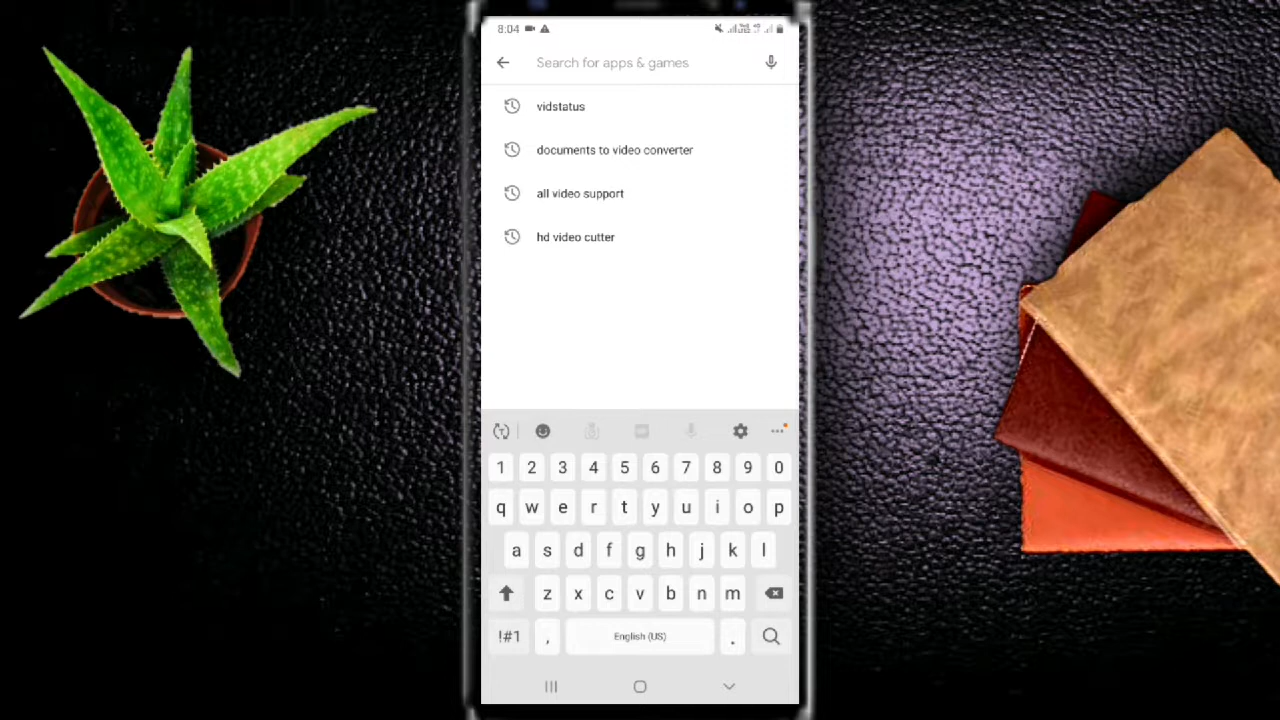 8:04
Search for apps & games
vidstatus
documents to video converter
all video support
hd video cutter
1 2 3 4 5 6 7 8 9 0
q w e r t y u i o p
a s d f g h j k l
z x c v b n m
!#1 , English (US) .